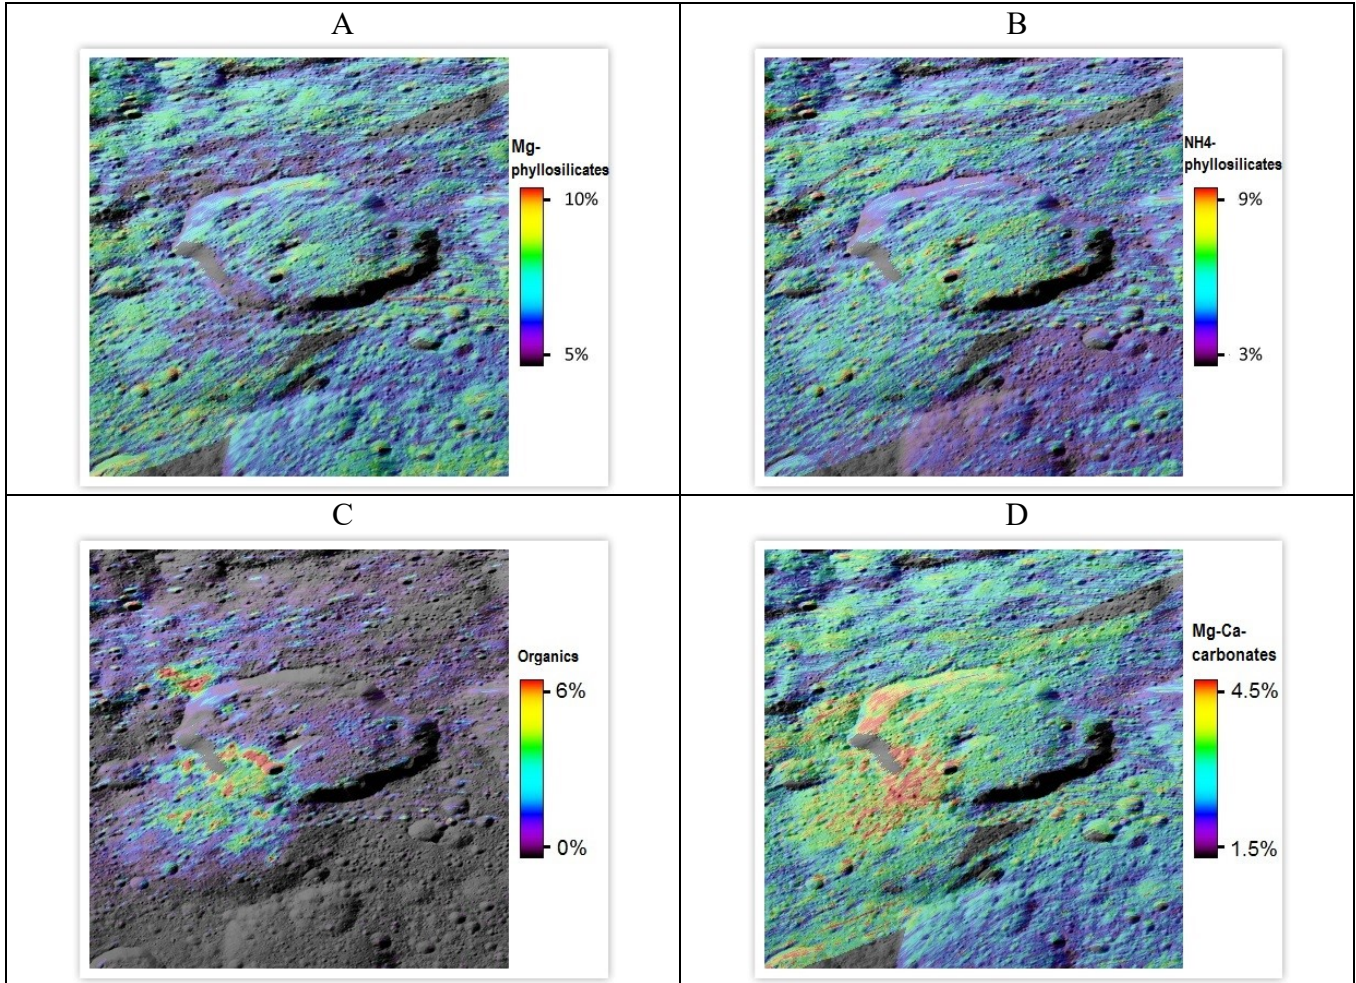 A
Mg-
phyllosilicates
10%
5%
B
NH4-
phyllosilicates
9%
3%
C
Organics
6%
0%
D
Mg-Ca-
carbonates
4.5%
1.5%